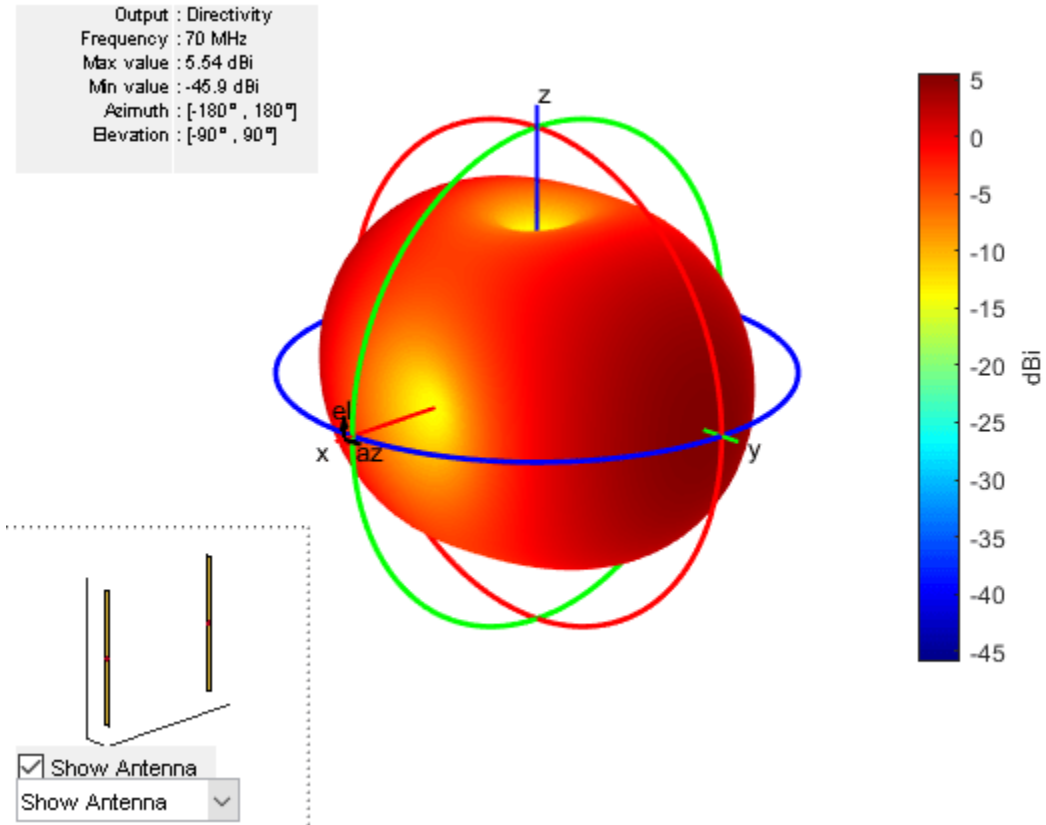 Output : Directivity
Frequency : 70 MHz
Max value : 5.54 dBi
Min value : -45.9 dBi
Azimuth : [-180° , 180°]
Elevation : [-90° , 90°]
z
x
el
az
y
5
0
-5
-10
-15
-20
-25
-30
-35
-40
-45
dBi
Show Antenna
Show Antenna